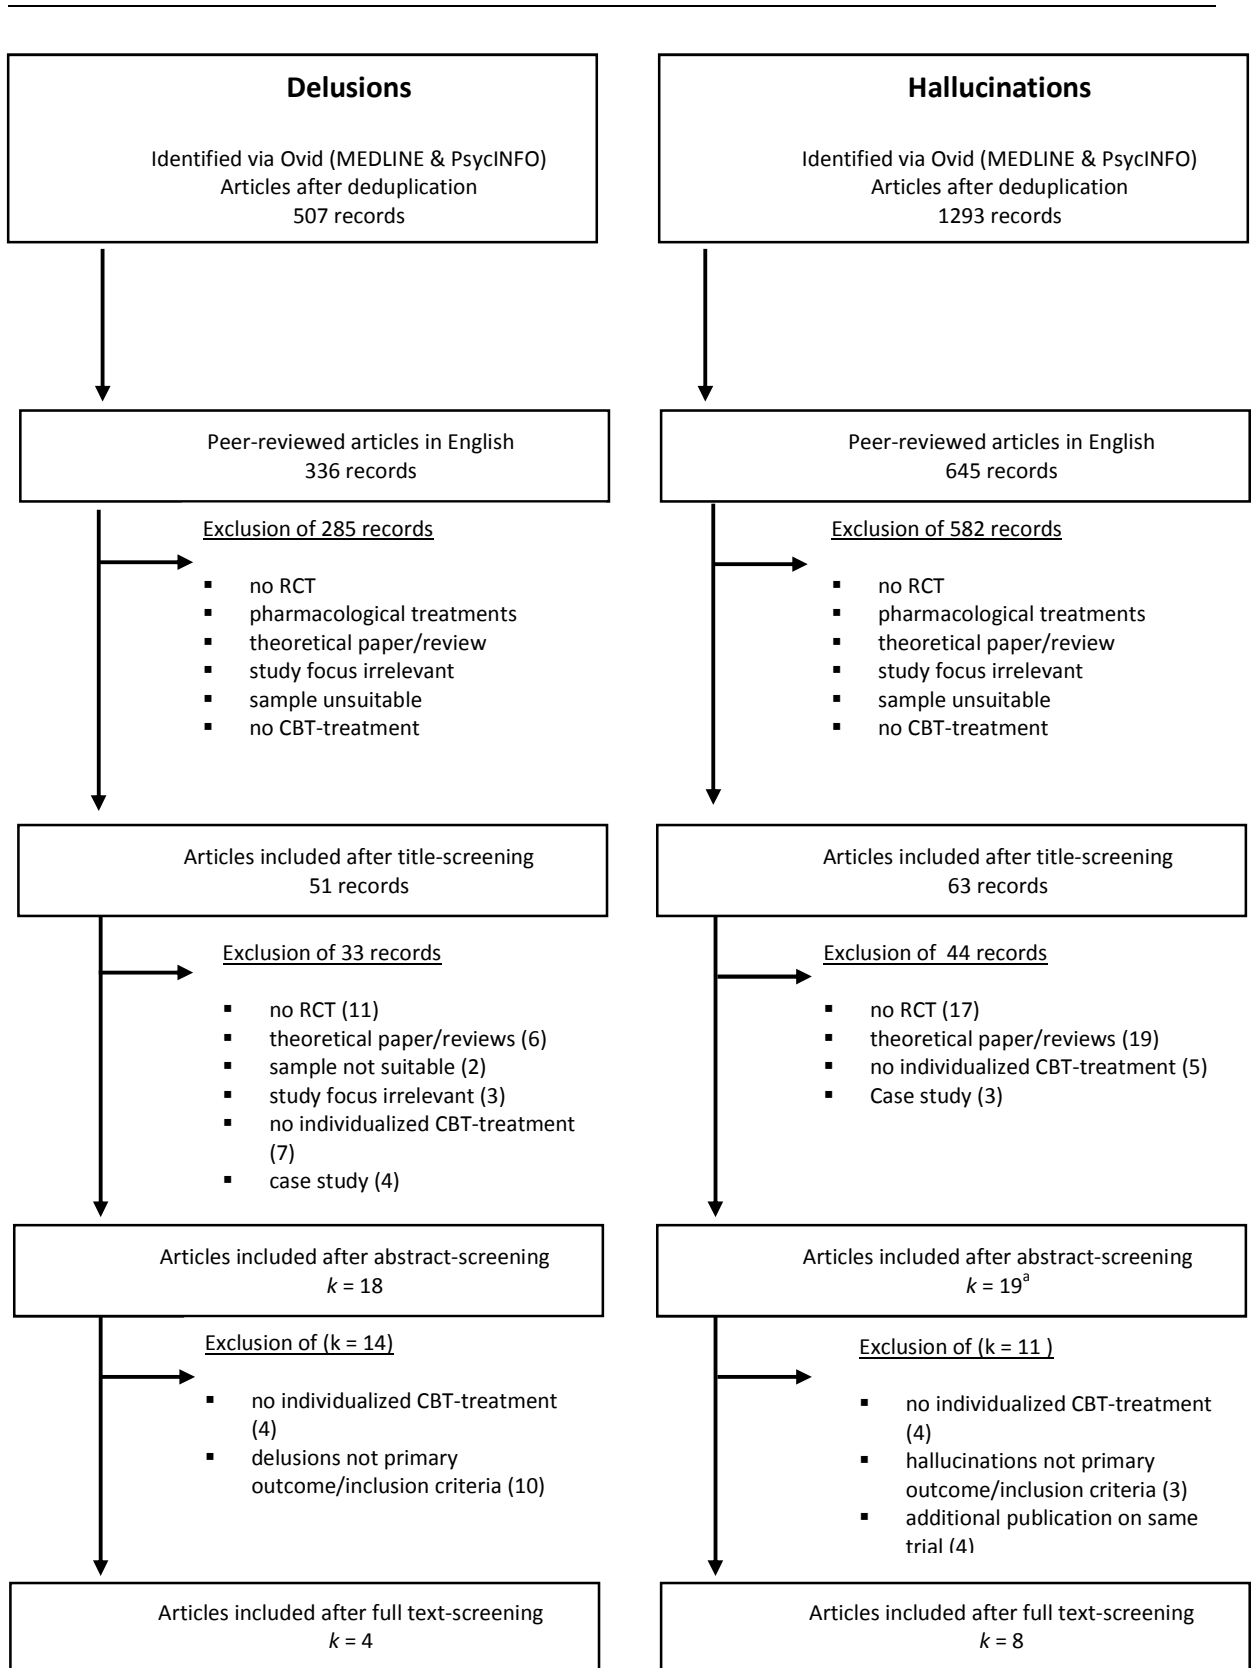 Delusions
Identified via Ovid (MEDLINE & PsycINFO)
Articles after deduplication
507 records
Peer-reviewed articles in English
336 records
Exclusion of 285 records
▪ no RCT
▪ pharmacological treatments
▪ theoretical paper/review
▪ study focus irrelevant
▪ sample unsuitable
▪ no CBT-treatment
Articles included after title-screening
51 records
Exclusion of 33 records
▪ no RCT (11)
▪ theoretical paper/reviews (6)
▪ sample not suitable (2)
▪ study focus irrelevant (3)
▪ no individualized CBT-treatment
(7)
▪ case study (4)
Articles included after abstract-screening
k = 18
Exclusion of (k = 14)
▪ no individualized CBT-treatment
(4)
▪ delusions not primary
outcome/inclusion criteria (10)
Articles included after full text-screening
k = 4
Hallucinations
Identified via Ovid (MEDLINE & PsycINFO)
Articles after deduplication
1293 records
Peer-reviewed articles in English
645 records
Exclusion of 582 records
▪ no RCT
▪ pharmacological treatments
▪ theoretical paper/review
▪ study focus irrelevant
▪ sample unsuitable
▪ no CBT-treatment
Articles included after title-screening
63 records
Exclusion of  44 records
▪ no RCT (17)
▪ theoretical paper/reviews (19)
▪ no individualized CBT-treatment (5)
▪ Case study (3)
Articles included after abstract-screening
k = 19ª
Exclusion of (k = 11 )
▪ no individualized CBT-treatment
(4)
▪ hallucinations not primary
outcome/inclusion criteria (3)
▪ additional publication on same
trial (4)
Articles included after full text-screening
k = 8